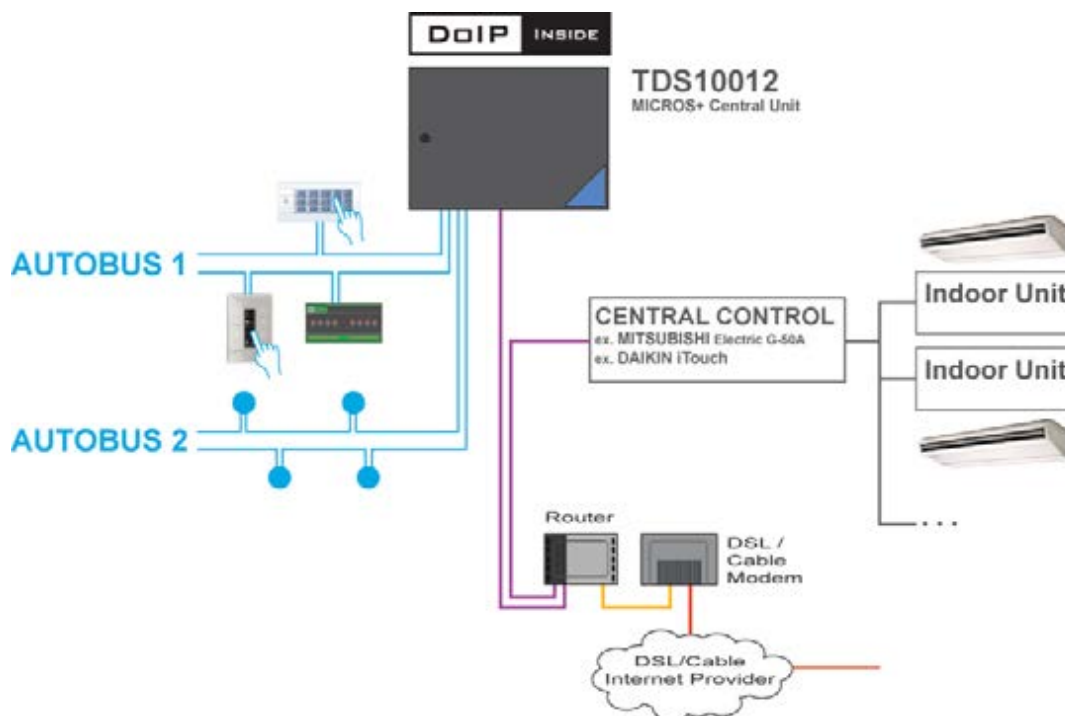 DoIP INSIDE
TDS10012
MICROS+ Central Unit
AUTOBUS 1
CENTRAL CONTROL
ex. MITSUBISHI Electric G-50A
ex. DAIKIN iTouch
Indoor Unit
Indoor Unit
AUTOBUS 2
...
Router
DSL /
Cable
Modem
DSL/Cable
Internet Provider